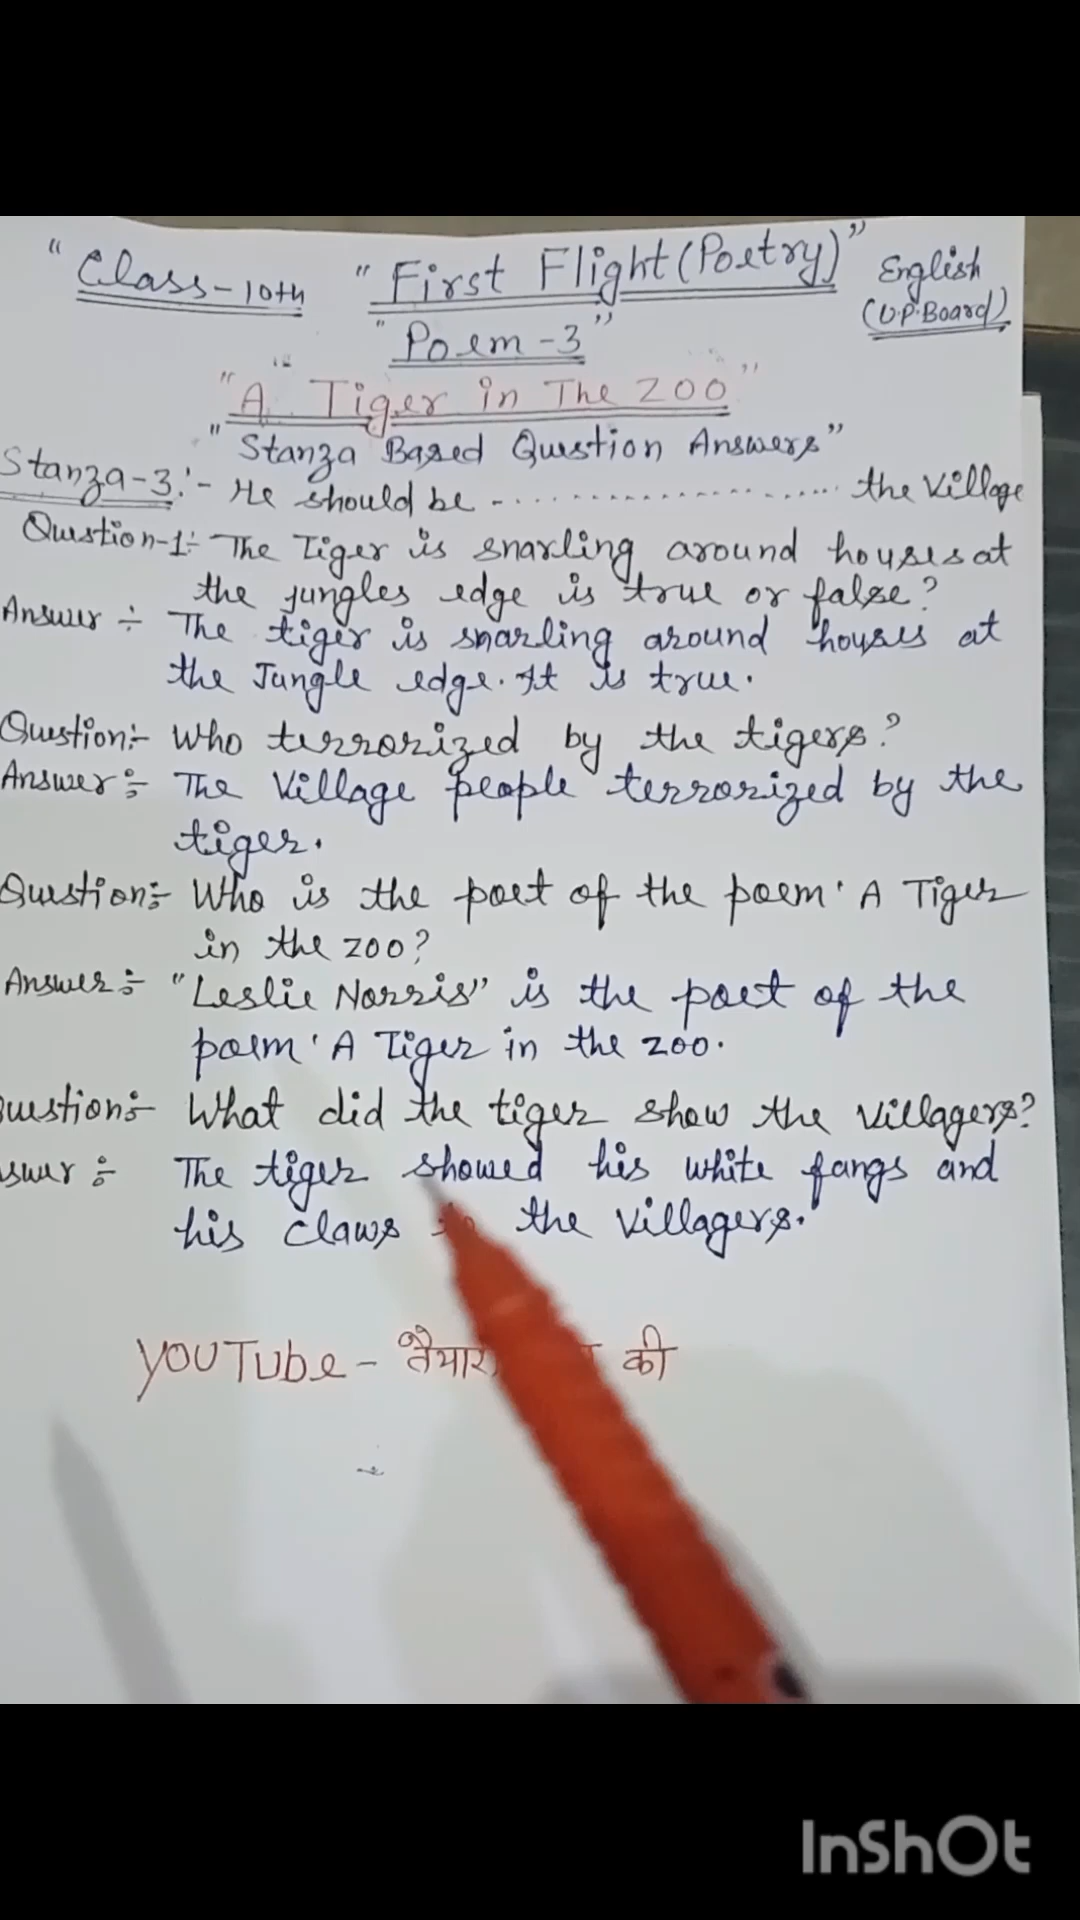 "Class-10th "First Flight (Poetry)" English
(U.P.Board)
"Poem-3"
"A Tiger in The Zoo"
"Stanza Based Question Answers"
Stanza-3:- He should be - .................... the Village
Question-1:- The Tiger is snarling around houses at
the jungles edge is true or false?
Answer ÷ The tiger is snarling around houses at
the Jungle edge. It is true.
Question:- Who terrorized by the tigers?
Answer:- The Village people terrorized by the
tiger.
Question:- Who is the poet of the poem 'A Tiger
in the zoo?
Answer:- "Leslie Norris" is the poet of the
poem 'A Tiger in the zoo.
Question:- What did the tiger show the Villagers?
Answer:- The tiger showed his white fangs and
his claws the Villagers.
YouTube- की
InShOt